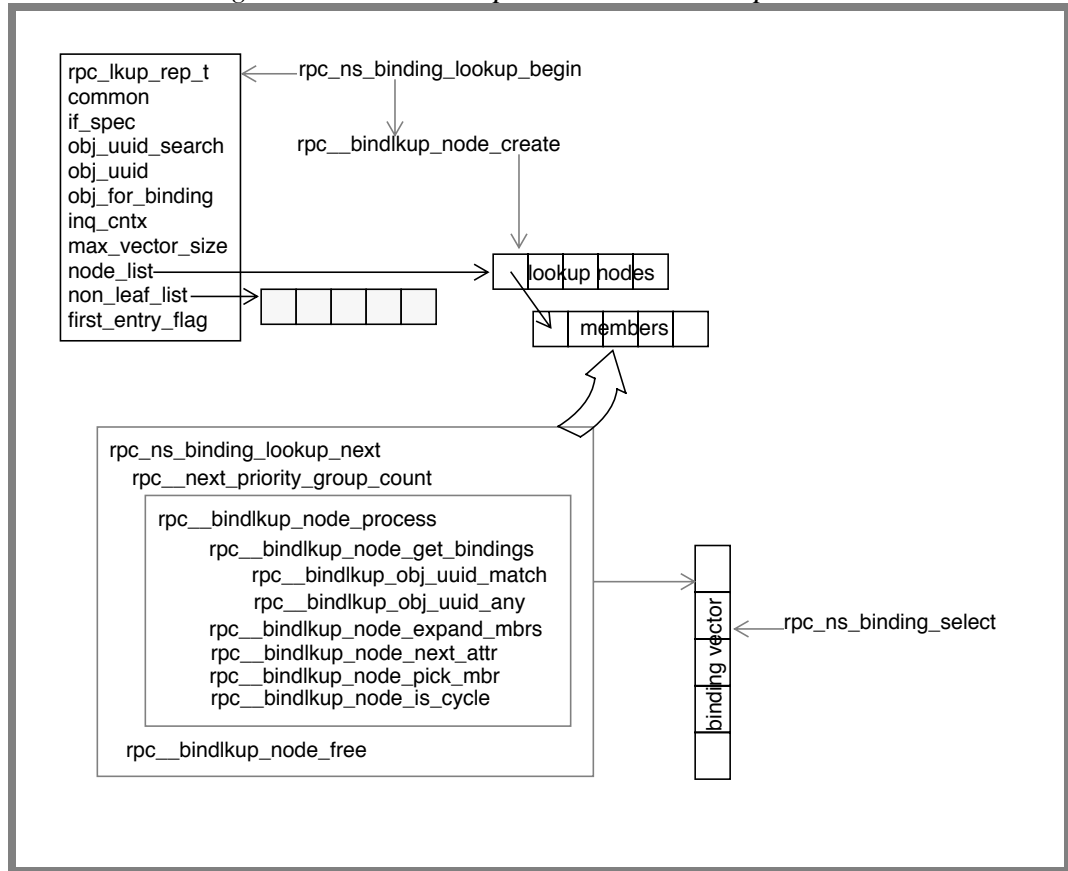 rpc_lkup_rep_t
common
if_spec
obj_uuid_search
obj_uuid
obj_for_binding
inq_cntx
max_vector_size
node_list
non_leaf_list
first_entry_flag
rpc_ns_binding_lookup_begin
rpc__bindlkup_node_create
lookup nodes
members
rpc_ns_binding_lookup_next
rpc__next_priority_group_count
rpc__bindlkup_node_process
rpc__bindlkup_node_get_bindings
rpc__bindlkup_obj_uuid_match
rpc__bindlkup_obj_uuid_any
rpc__bindlkup_node_expand_mbrs
rpc__bindlkup_node_next_attr
rpc__bindlkup_node_pick_mbr
rpc__bindlkup_node_is_cycle
rpc__bindlkup_node_free
binding vector
rpc_ns_binding_select